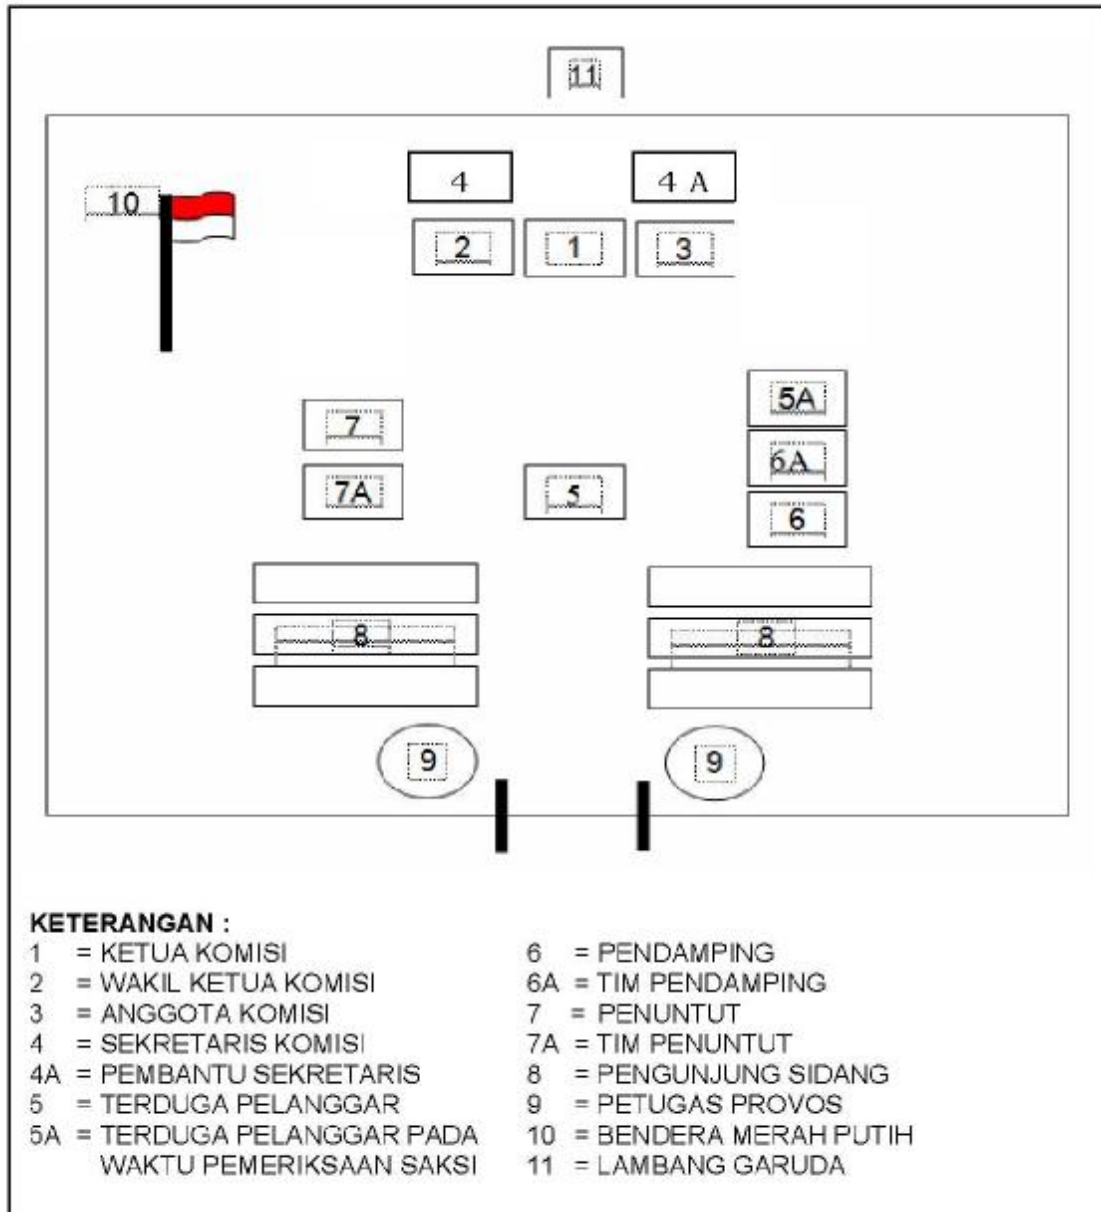 11
10
4
4 A
2
1
3
7
5A
7A
5
6A
6
8
8
9
9
KETERANGAN :
1 = KETUA KOMISI
2 = WAKIL KETUA KOMISI
3 = ANGGOTA KOMISI
4 = SEKRETARIS KOMISI
4A = PEMBANTU SEKRETARIS
5 = TERDUGA PELANGGAR
5A = TERDUGA PELANGGAR PADA
WAKTU PEMERIKSAAN SAKSI
6 = PENDAMPING
6A = TIM PENDAMPING
7 = PENUNTUT
7A = TIM PENUNTUT
8 = PENGUNJUNG SIDANG
9 = PETUGAS PROVOS
10 = BENDERA MERAH PUTIH
11 = LAMBANG GARUDA